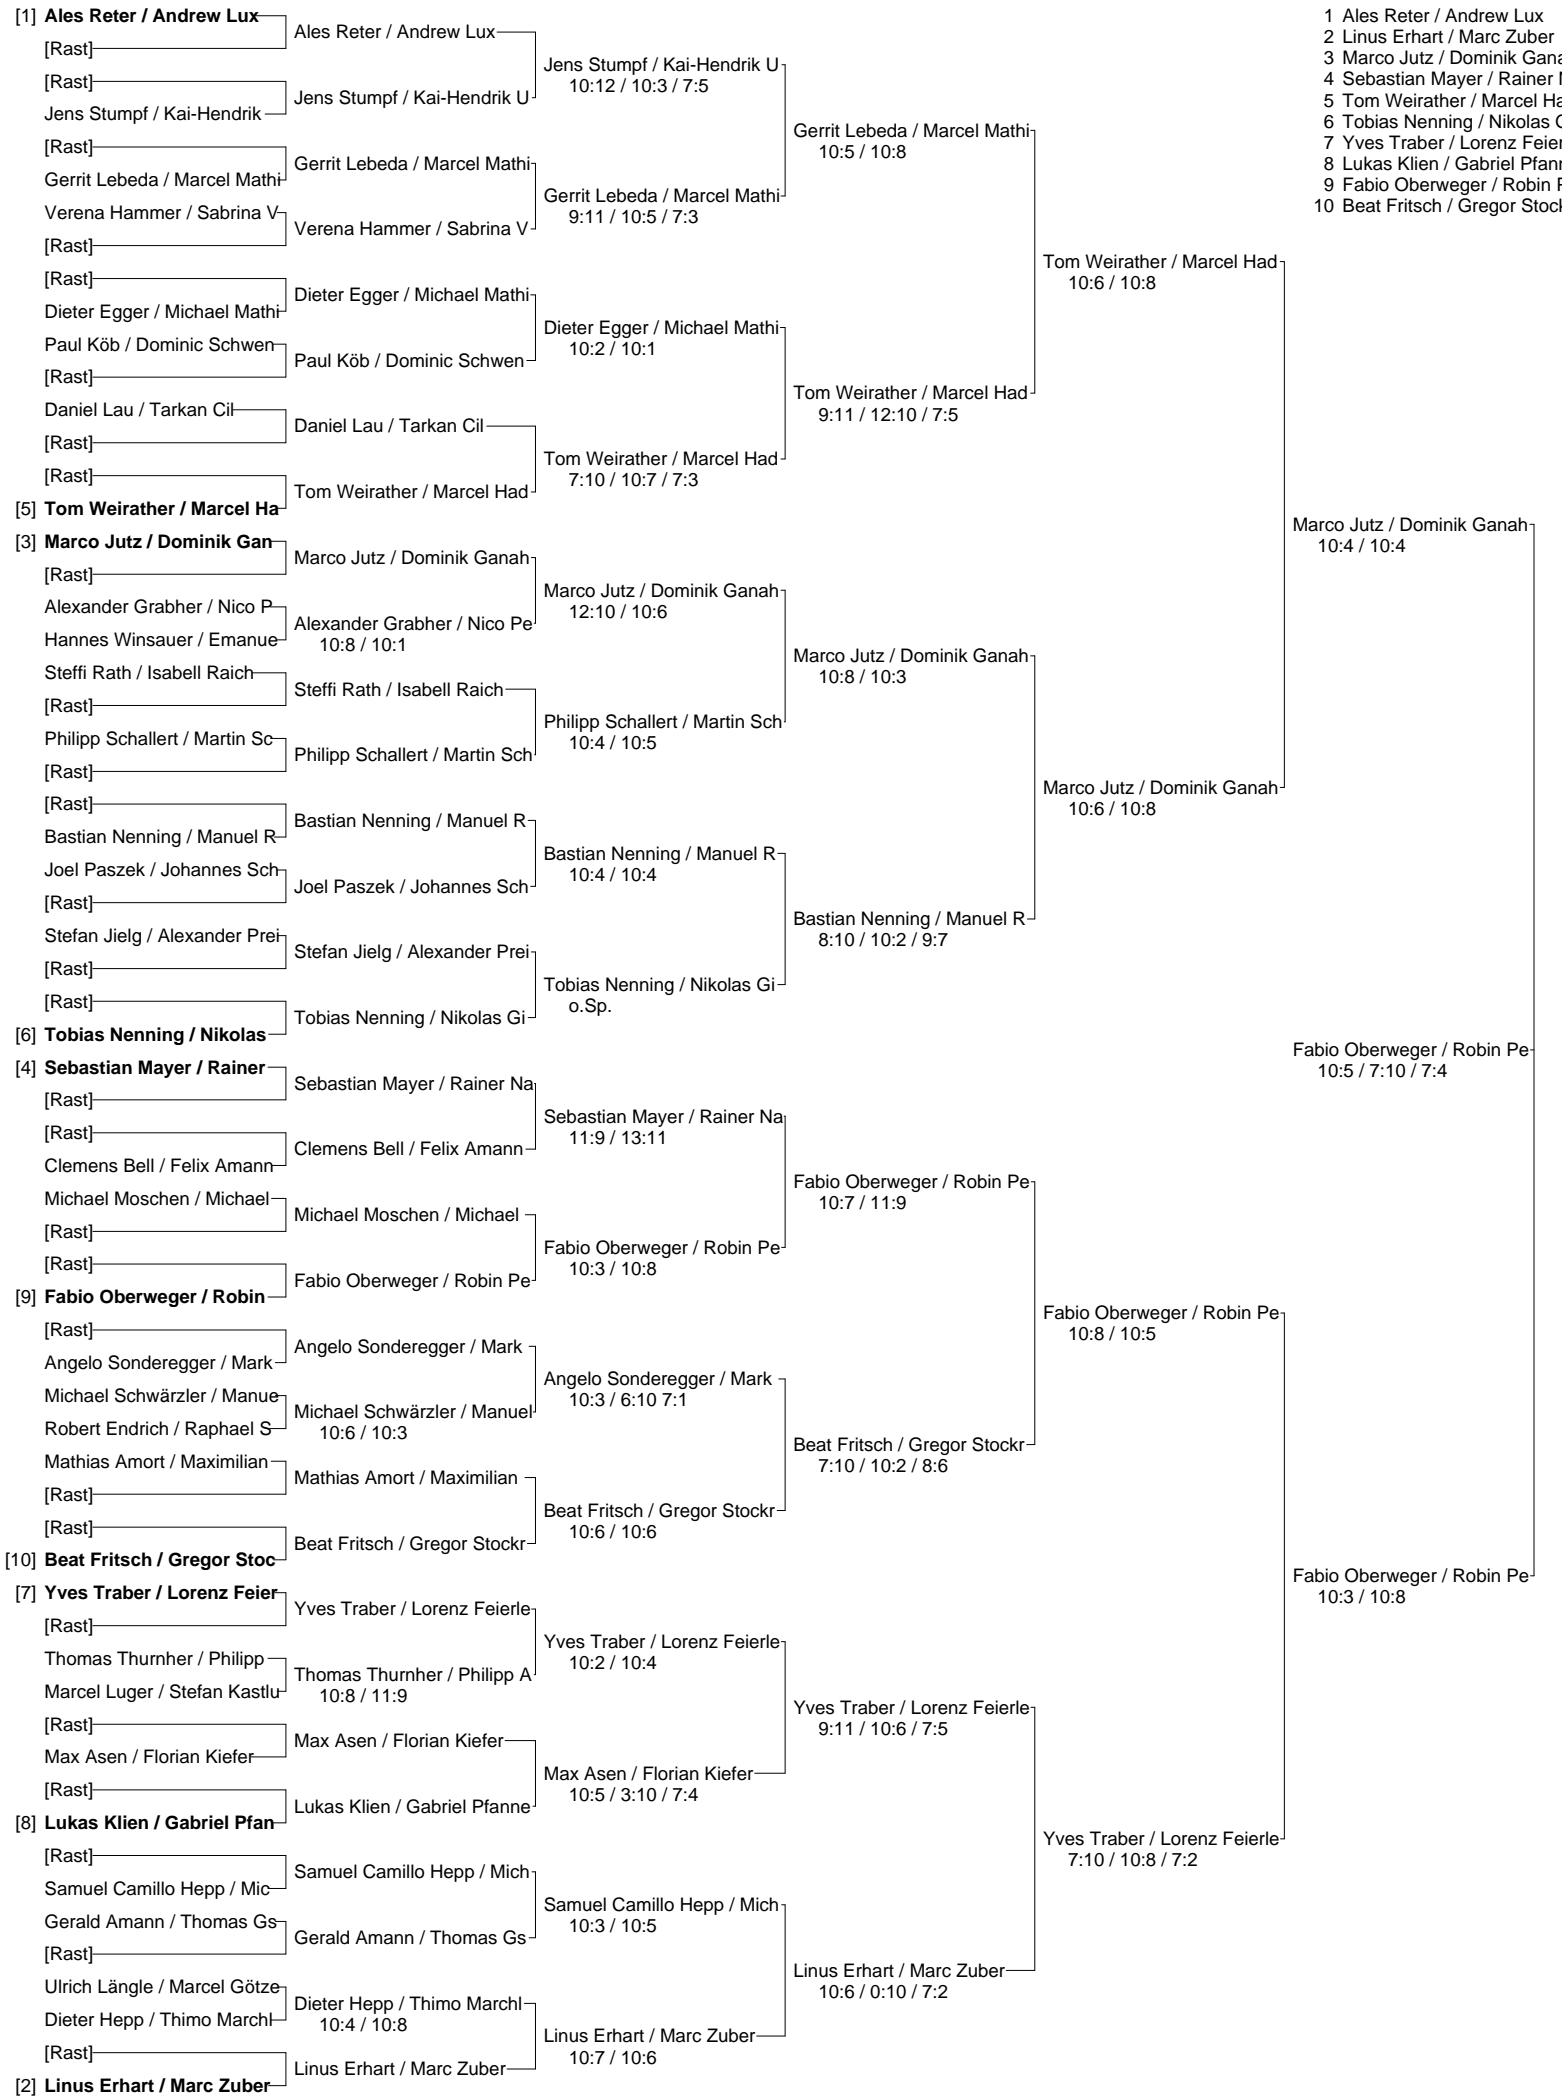 [1] Ales Reter / Andrew Lux
[Rast]
[Rast]
Jens Stumpf / Kai-Hendrik
[Rast]
Gerrit Lebeda / Marcel Mathi
Verena Hammer / Sabrina V
[Rast]
[Rast]
Dieter Egger / Michael Mathi
Paul Köb / Dominic Schwen
[Rast]
Daniel Lau / Tarkan Cil
[Rast]
[Rast]
[5] Tom Weirather / Marcel Ha
[3] Marco Jutz / Dominik Gan
[Rast]
Alexander Grabher / Nico P
Hannes Winsauer / Emanue
Steffi Rath / Isabell Raich
[Rast]
Philipp Schallert / Martin Sc
[Rast]
[Rast]
Bastian Nenning / Manuel R
Joel Paszek / Johannes Sch
[Rast]
Stefan Jielg / Alexander Prei
[Rast]
[Rast]
[6] Tobias Nenning / Nikolas
[4] Sebastian Mayer / Rainer
[Rast]
[Rast]
Clemens Bell / Felix Amann
Michael Moschen / Michael
[Rast]
[Rast]
[9] Fabio Oberweger / Robin
[Rast]
Angelo Sonderegger / Mark
Michael Schwärzler / Manue
Robert Endrich / Raphael S
Mathias Amort / Maximilian
[Rast]
[Rast]
[10] Beat Fritsch / Gregor Stoc
[7] Yves Traber / Lorenz Feier
[Rast]
Thomas Thurnher / Philipp
Marcel Luger / Stefan Kastlu
[Rast]
Max Asen / Florian Kiefer
[Rast]
[8] Lukas Klien / Gabriel Pfan
[Rast]
Samuel Camillo Hepp / Mic
Gerald Amann / Thomas Gs
[Rast]
Ulrich Längle / Marcel Götze
Dieter Hepp / Thimo Marchl
[Rast]
[2] Linus Erhart / Marc Zuber
Ales Reter / Andrew Lux
Jens Stumpf / Kai-Hendrik U
Gerrit Lebeda / Marcel Mathi
Verena Hammer / Sabrina V
Dieter Egger / Michael Mathi
Paul Köb / Dominic Schwen
Daniel Lau / Tarkan Cil
Tom Weirather / Marcel Had
Marco Jutz / Dominik Ganah
Alexander Grabher / Nico Pe
10:8 / 10:1
Steffi Rath / Isabell Raich
Philipp Schallert / Martin Sch
Bastian Nenning / Manuel R
Joel Paszek / Johannes Sch
Stefan Jielg / Alexander Prei
Tobias Nenning / Nikolas Gi
Sebastian Mayer / Rainer Na
Clemens Bell / Felix Amann
Michael Moschen / Michael
Fabio Oberweger / Robin Pe
Angelo Sonderegger / Mark
Michael Schwärzler / Manuel
10:6 / 10:3
Mathias Amort / Maximilian
Beat Fritsch / Gregor Stockr
Yves Traber / Lorenz Feierle
Thomas Thurnher / Philipp A
10:8 / 11:9
Max Asen / Florian Kiefer
Lukas Klien / Gabriel Pfanne
Samuel Camillo Hepp / Mich
Gerald Amann / Thomas Gs
Dieter Hepp / Thimo Marchl
10:4 / 10:8
Linus Erhart / Marc Zuber
Jens Stumpf / Kai-Hendrik U
10:12 / 10:3 / 7:5
Gerrit Lebeda / Marcel Mathi
9:11 / 10:5 / 7:3
Dieter Egger / Michael Mathi
10:2 / 10:1
Tom Weirather / Marcel Had
7:10 / 10:7 / 7:3
Marco Jutz / Dominik Ganah
12:10 / 10:6
Philipp Schallert / Martin Sch
10:4 / 10:5
Bastian Nenning / Manuel R
10:4 / 10:4
Tobias Nenning / Nikolas Gi
o.Sp.
Sebastian Mayer / Rainer Na
11:9 / 13:11
Fabio Oberweger / Robin Pe
10:3 / 10:8
Angelo Sonderegger / Mark
10:3 / 6:10 7:1
Beat Fritsch / Gregor Stockr
10:6 / 10:6
Yves Traber / Lorenz Feierle
10:2 / 10:4
Max Asen / Florian Kiefer
10:5 / 3:10 / 7:4
Samuel Camillo Hepp / Mich
10:3 / 10:5
Linus Erhart / Marc Zuber
10:7 / 10:6
Gerrit Lebeda / Marcel Mathi
10:5 / 10:8
Tom Weirather / Marcel Had
9:11 / 12:10 / 7:5
Marco Jutz / Dominik Ganah
10:8 / 10:3
Bastian Nenning / Manuel R
8:10 / 10:2 / 9:7
Fabio Oberweger / Robin Pe
10:7 / 11:9
Beat Fritsch / Gregor Stockr
7:10 / 10:2 / 8:6
Yves Traber / Lorenz Feierle
9:11 / 10:6 / 7:5
Linus Erhart / Marc Zuber
10:6 / 0:10 / 7:2
Tom Weirather / Marcel Had
10:6 / 10:8
Marco Jutz / Dominik Ganah
10:6 / 10:8
Fabio Oberweger / Robin Pe
10:8 / 10:5
Yves Traber / Lorenz Feierle
7:10 / 10:8 / 7:2
Marco Jutz / Dominik Ganah
10:4 / 10:4
Fabio Oberweger / Robin Pe
10:5 / 7:10 / 7:4
Fabio Oberweger / Robin Pe
10:3 / 10:8
1 Ales Reter / Andrew Lux
2 Linus Erhart / Marc Zuber
3 Marco Jutz / Dominik Gana
4 Sebastian Mayer / Rainer
5 Tom Weirather / Marcel Ha
6 Tobias Nenning / Nikolas
7 Yves Traber / Lorenz Feier
8 Lukas Klien / Gabriel Pfann
9 Fabio Oberweger / Robin
10 Beat Fritsch / Gregor Stock